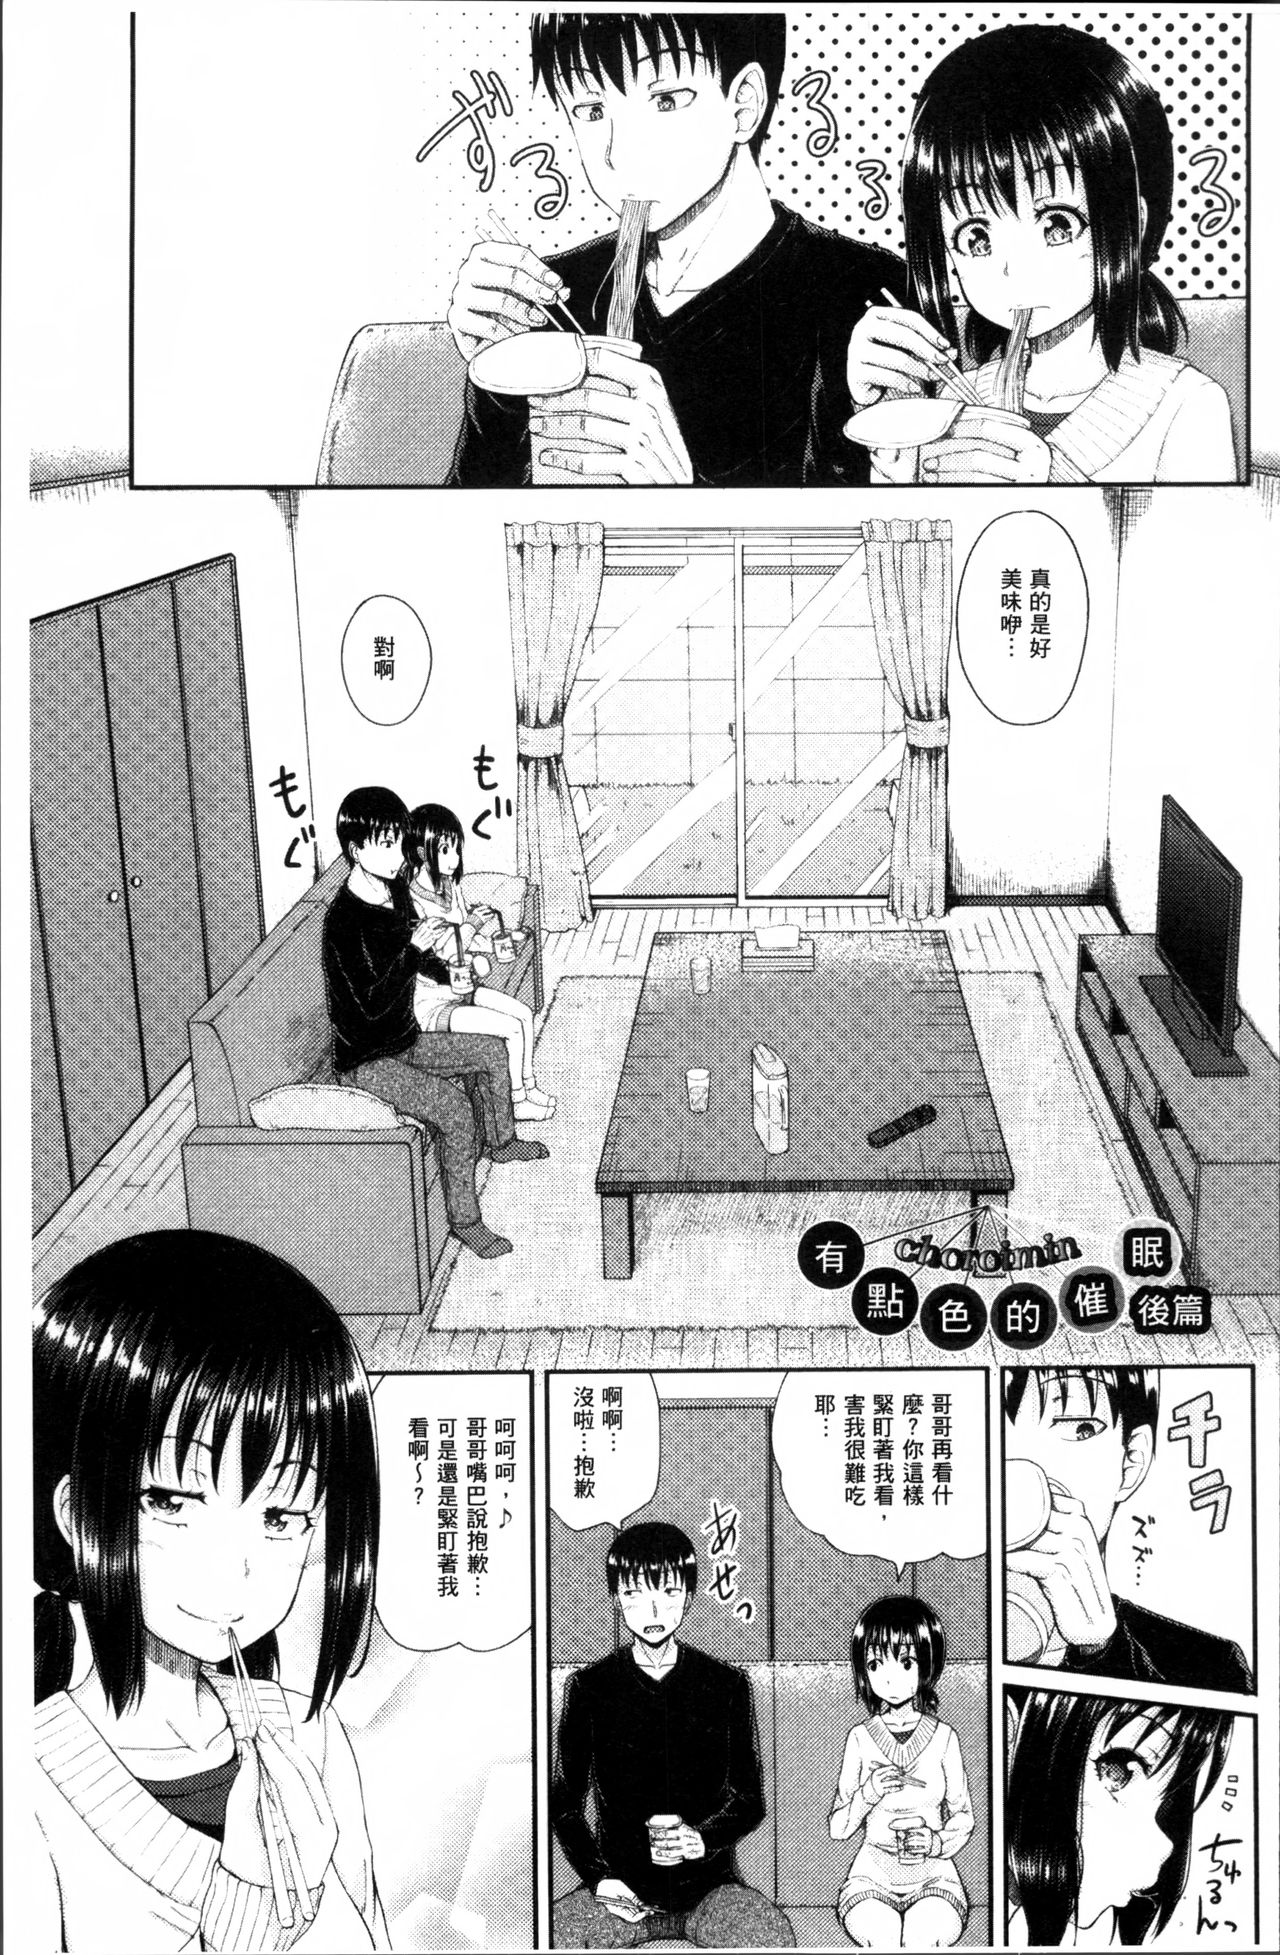 ずる
ずる
ずる
ずる
真的是好
美味咿…
對啊
もぐ
もぐ
choroimin
有點色的催眠
後篇
チラ
ズズ…
…
ちゅるんっ
哥哥再看什
麼?你這樣
緊盯著我看,
害我很難吃
耶…
啊啊…
沒啦…抱歉
あせっ
呵呵呵,♪
哥哥嘴巴說抱歉…
可是還是緊盯著我
看啊～?